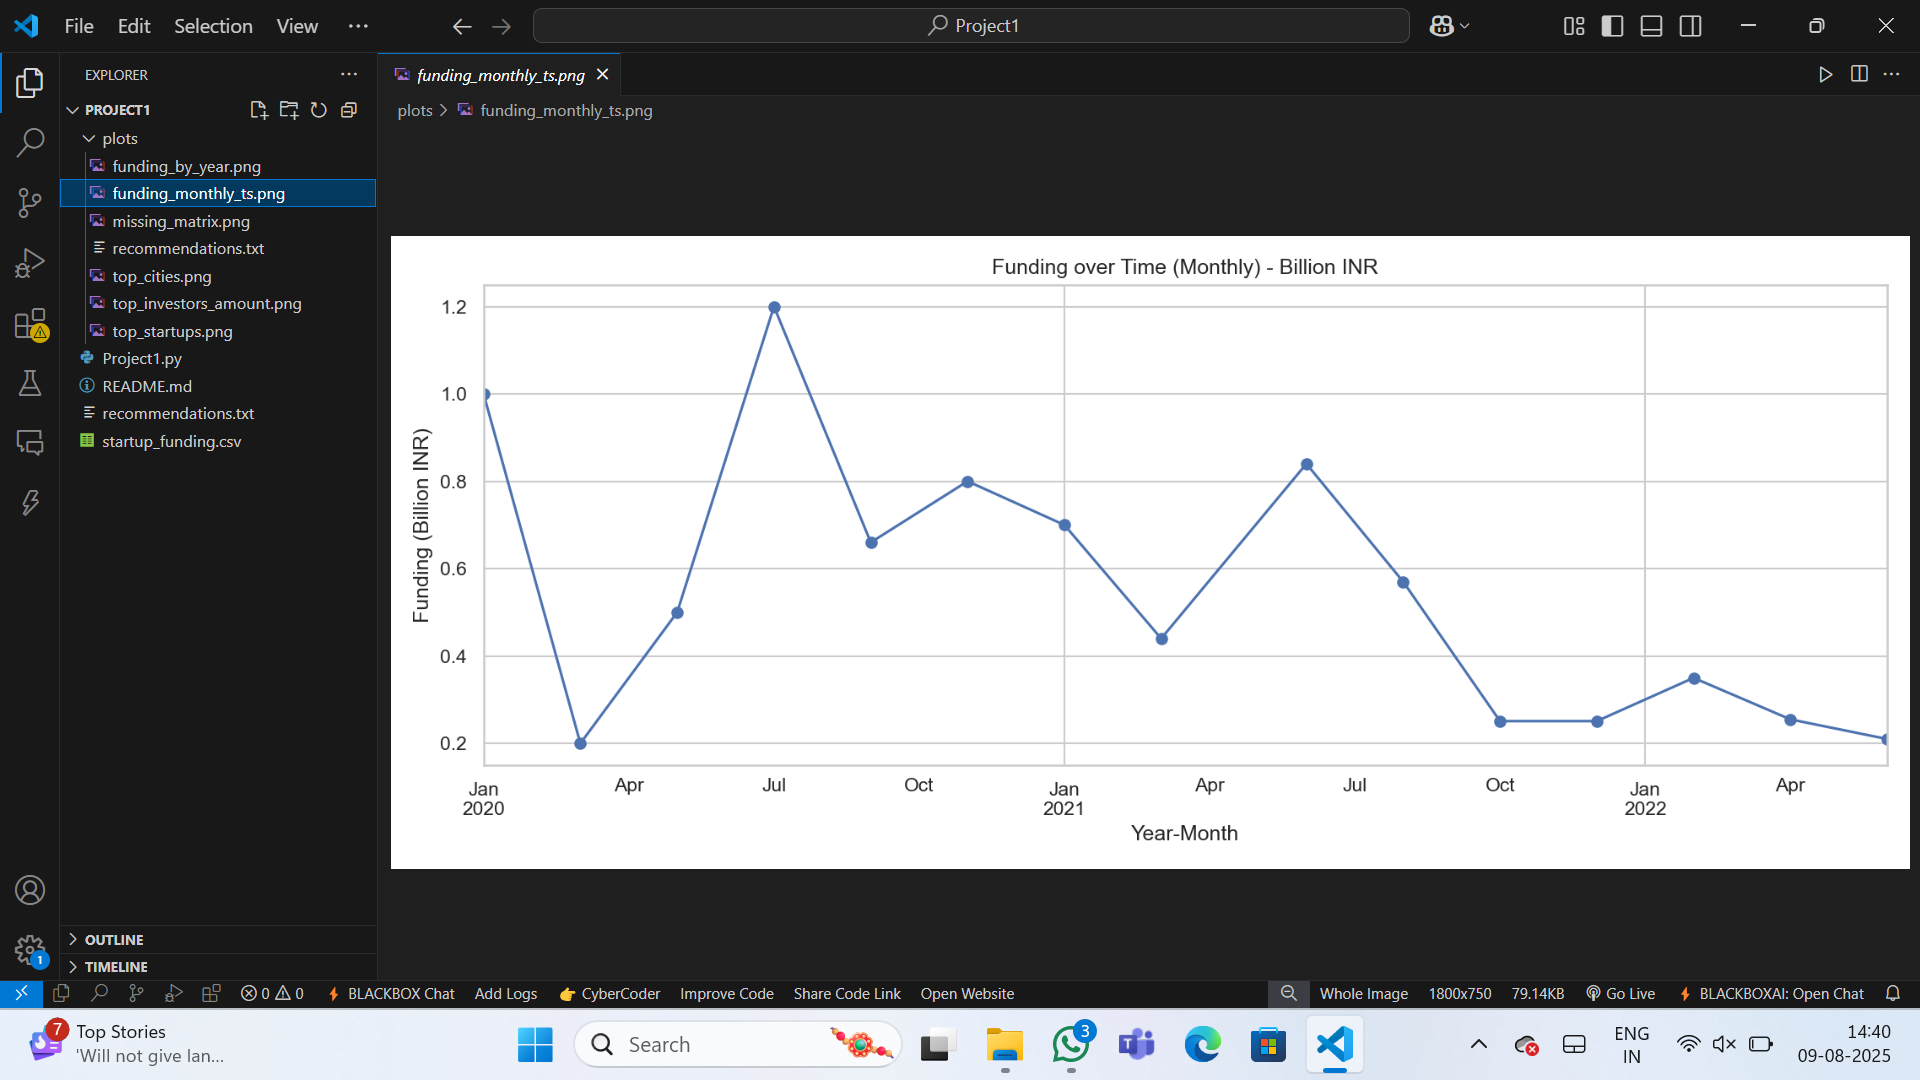 File Edit Selection View
Project1
EXPLORER
PROJECT1
plots
funding_by_year.png
funding_monthly_ts.png
missing_matrix.png
recommendations.txt
top_cities.png
top_investors_amount.png
top_startups.png
Project1.py
README.md
recommendations.txt
startup_funding.csv
OUTLINE
TIMELINE
funding_monthly_ts.png
plots > funding_monthly_ts.png
Funding over Time (Monthly) - Billion INR
Funding (Billion INR)
1.2
1.0
0.8
0.6
0.4
0.2
Jan Apr Jul Oct Jan Apr Jul Oct Jan Apr
2020 2021 2022
Year-Month
1
0 0 BLACKBOX Chat Add Logs CyberCoder Improve Code Share Code Link Open Website Whole Image 1800x750 79.14KB Go Live BLACKBOXAI: Open Chat
7
Top Stories
'Will not give lan...
Search
3
ENG
IN
14:40
09-08-2025